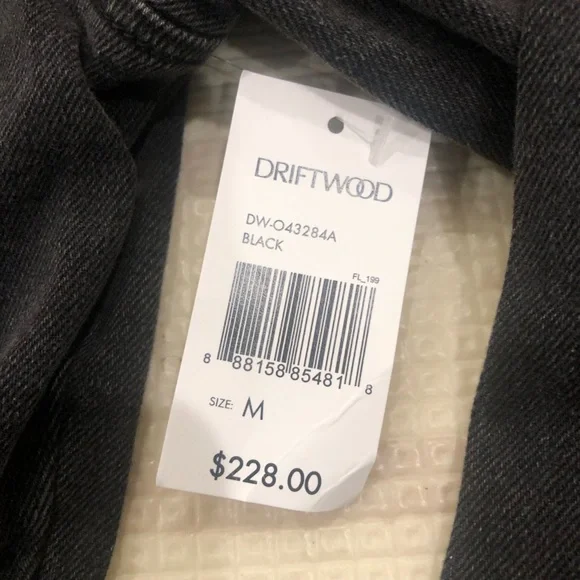 DRIFTWOOD
DW-O43284A
BLACK
FL_199
8 88158 85481 8
SIZE: M
$228.00